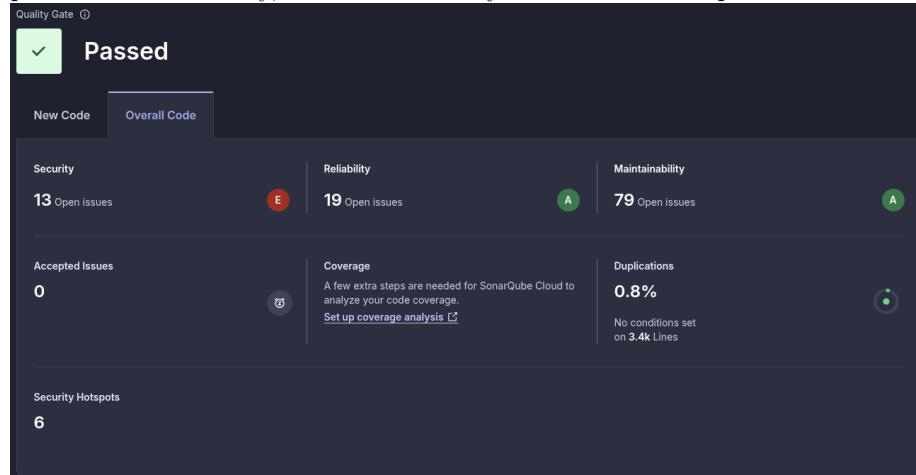 Quality Gate
Passed
New Code
Overall Code
Security
13 Open issues
E
Reliability
19 Open issues
A
Maintainability
79 Open issues
A
Accepted Issues
0
Coverage
A few extra steps are needed for SonarQube Cloud to
analyze your code coverage.
Set up coverage analysis
Duplications
0.8%
No conditions set
on 3.4k Lines
Security Hotspots
6